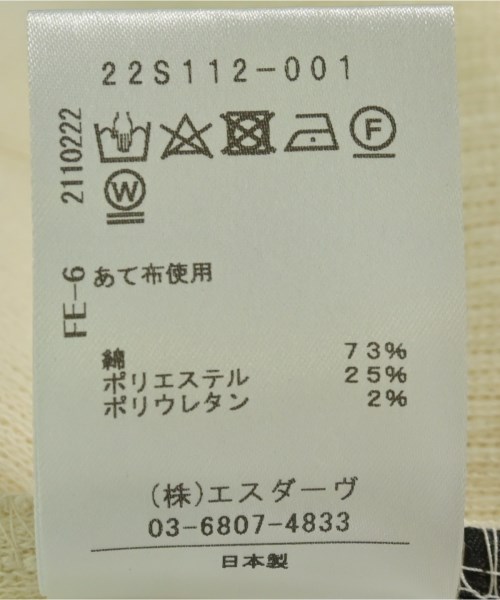 22S112-001
2110222
F
W
FE-6
あて布使用
綿 73%
ポリエステル 25%
ポリウレタン 2%
(株)エスダーヴ
03-6807-4833
日本製